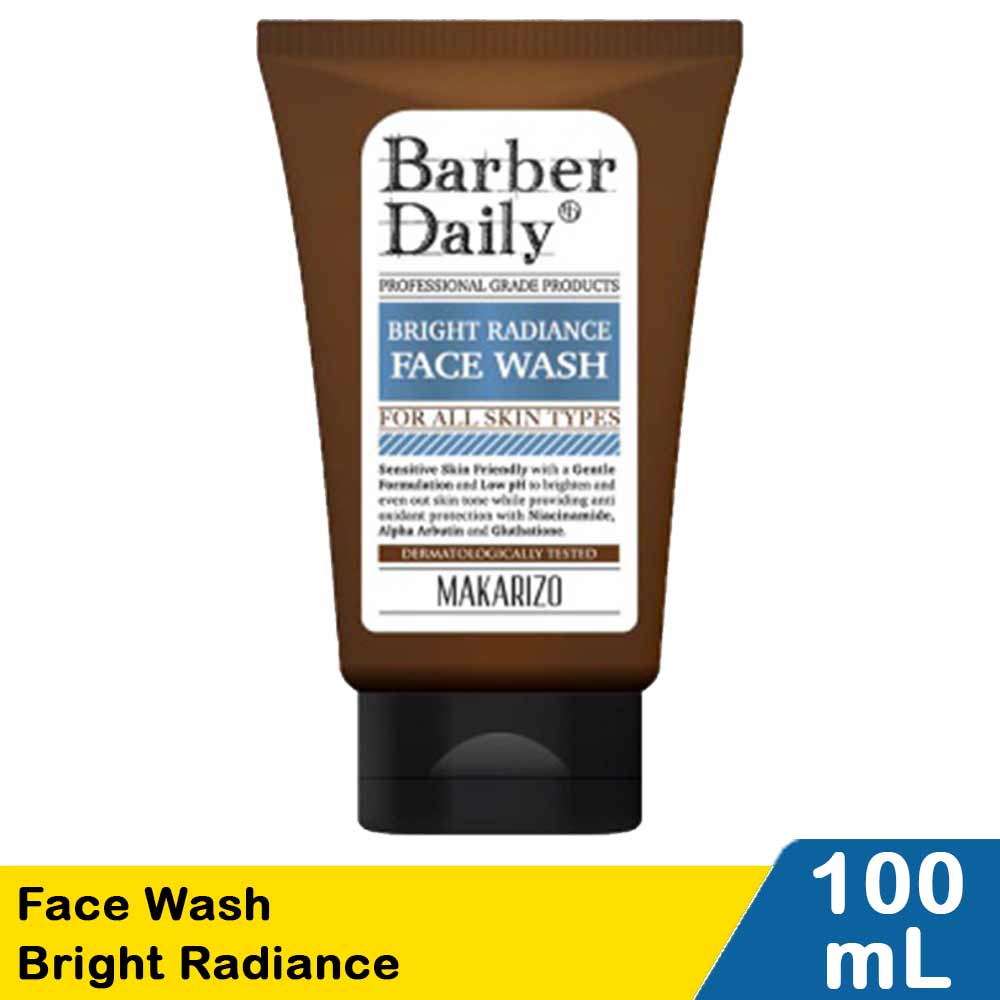 Barber
Daily
PROFESSIONAL GRADE PRODUCTS
BRIGHT RADIANCE
FACE WASH
FOR ALL SKIN TYPES
Sensitive Skin Friendly with a Gentle
Formulation and Low pH to brighten and
even out skin tone while providing anti
oxidant protection with Niacinamide,
Alpha Arbutin and Gluthatione.
DERMATOLOGICALLY TESTED
MAKARIZO
Face Wash
Bright Radiance
100
mL